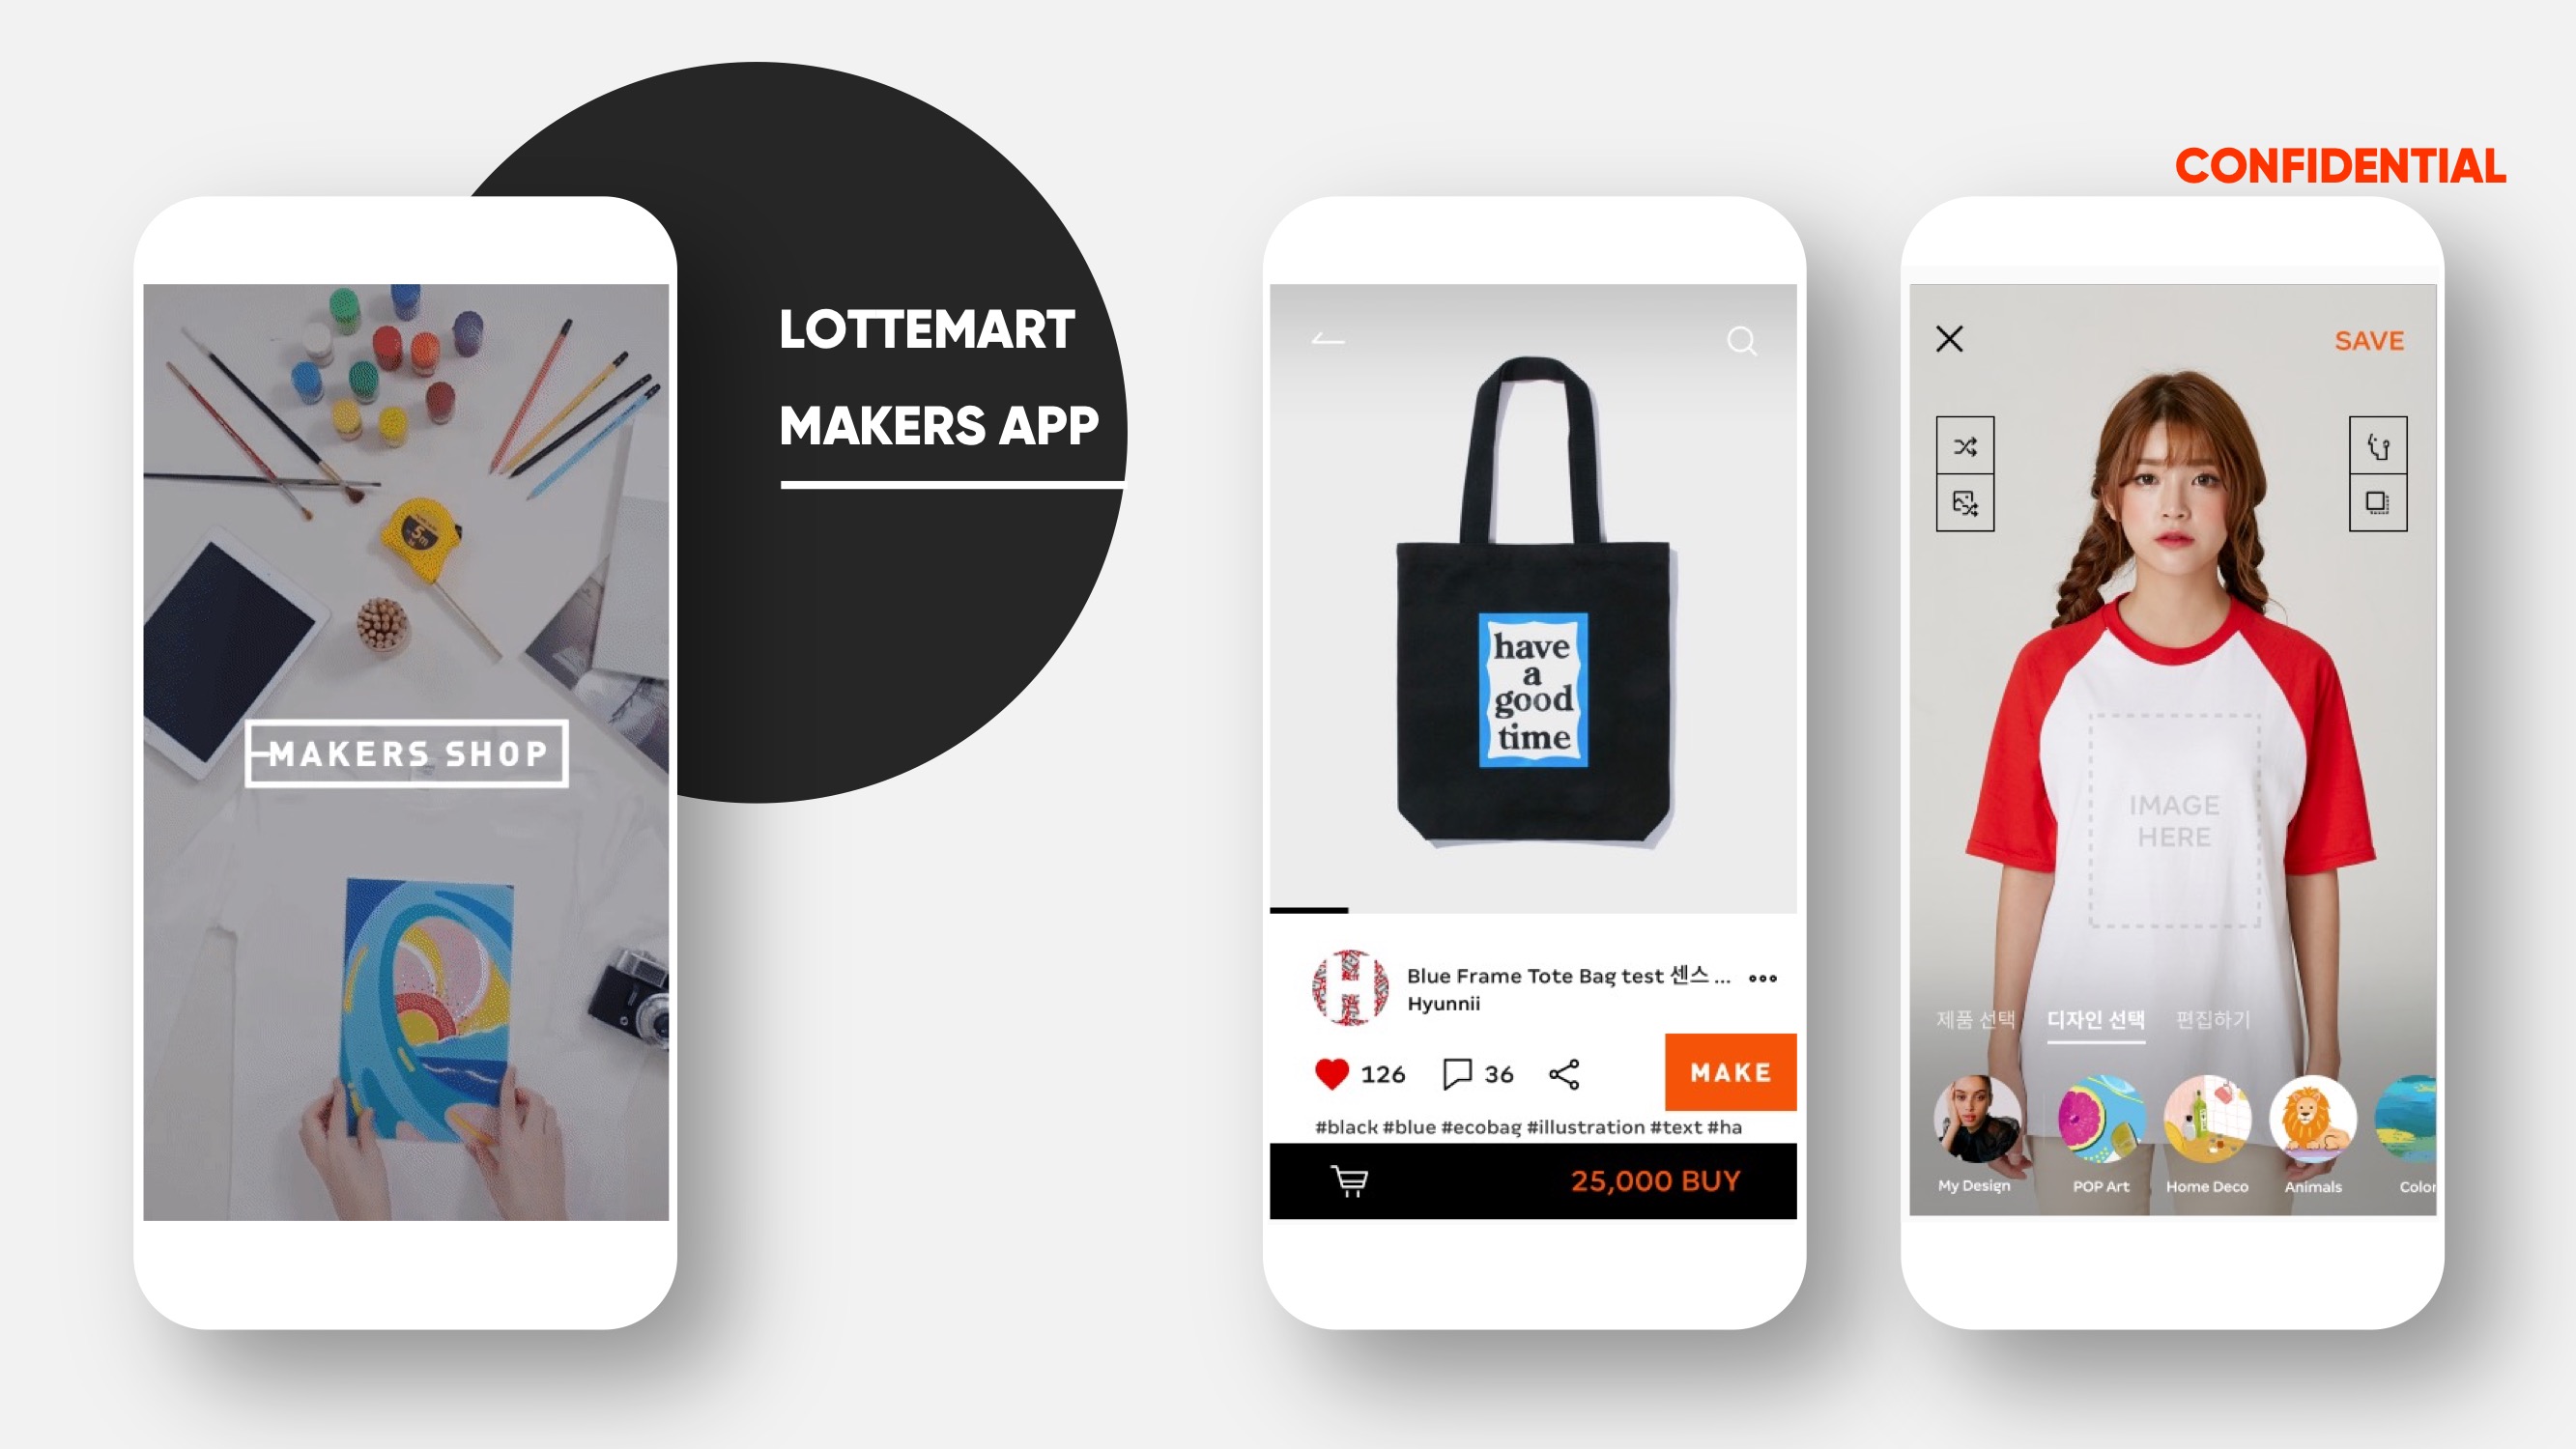 CONFIDENTIAL
LOTTEMART
MAKERS APP
5m
MAKERS SHOP
have
a
good
time
Blue Frame Tote Bag test 센스 ...
Hyunnii
126
36
MAKE
#black #blue #ecobag #illustration #text #ha
25,000 BUY
SAVE
IMAGE
HERE
제품 선택
디자인 선택
편집하기
My Design
POP Art
Home Deco
Animals
Color